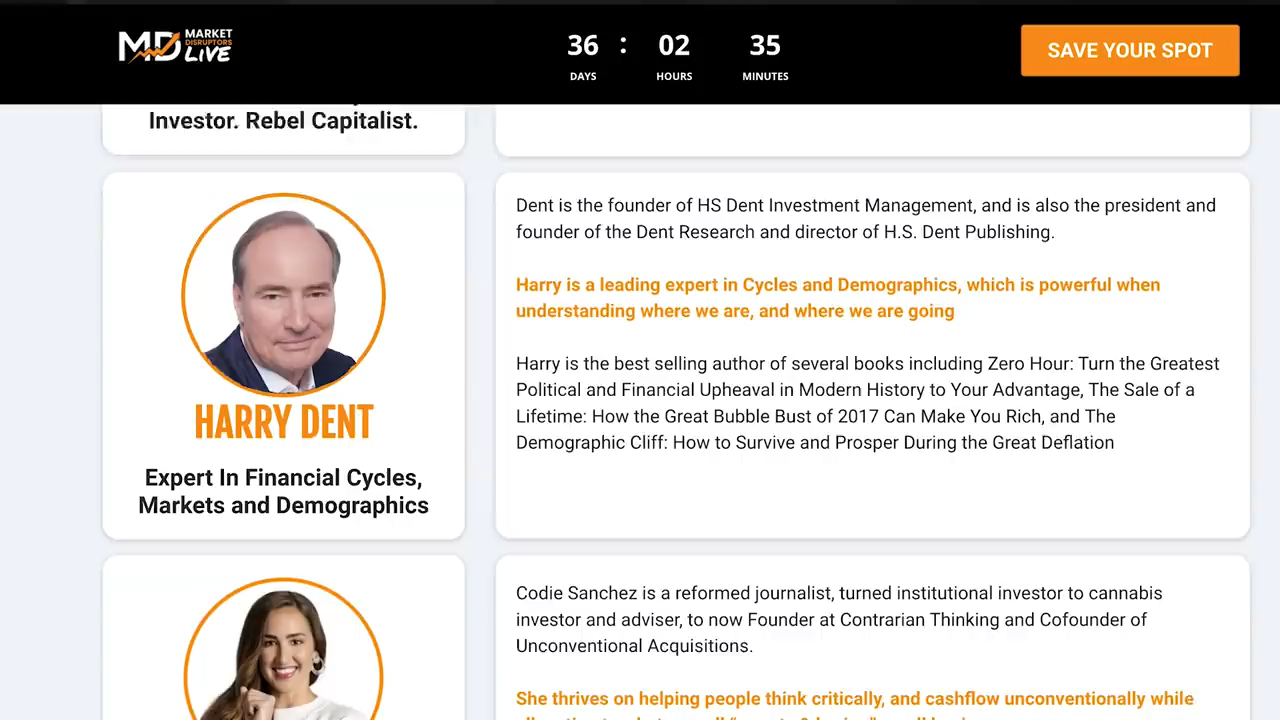 MD MARKET
DISRUPTORS
LIVE
36 : 02 35
DAYS HOURS MINUTES
SAVE YOUR SPOT
Investor. Rebel Capitalist.
HARRY DENT
Expert In Financial Cycles,
Markets and Demographics
Dent is the founder of HS Dent Investment Management, and is also the president and
founder of the Dent Research and director of H.S. Dent Publishing.
Harry is a leading expert in Cycles and Demographics, which is powerful when
understanding where we are, and where we are going
Harry is the best selling author of several books including Zero Hour: Turn the Greatest
Political and Financial Upheaval in Modern History to Your Advantage, The Sale of a
Lifetime: How the Great Bubble Bust of 2017 Can Make You Rich, and The
Demographic Cliff: How to Survive and Prosper During the Great Deflation
Codie Sanchez is a reformed journalist, turned institutional investor to cannabis
investor and adviser, to now Founder at Contrarian Thinking and Cofounder of
Unconventional Acquisitions.
She thrives on helping people think critically, and cashflow unconventionally while